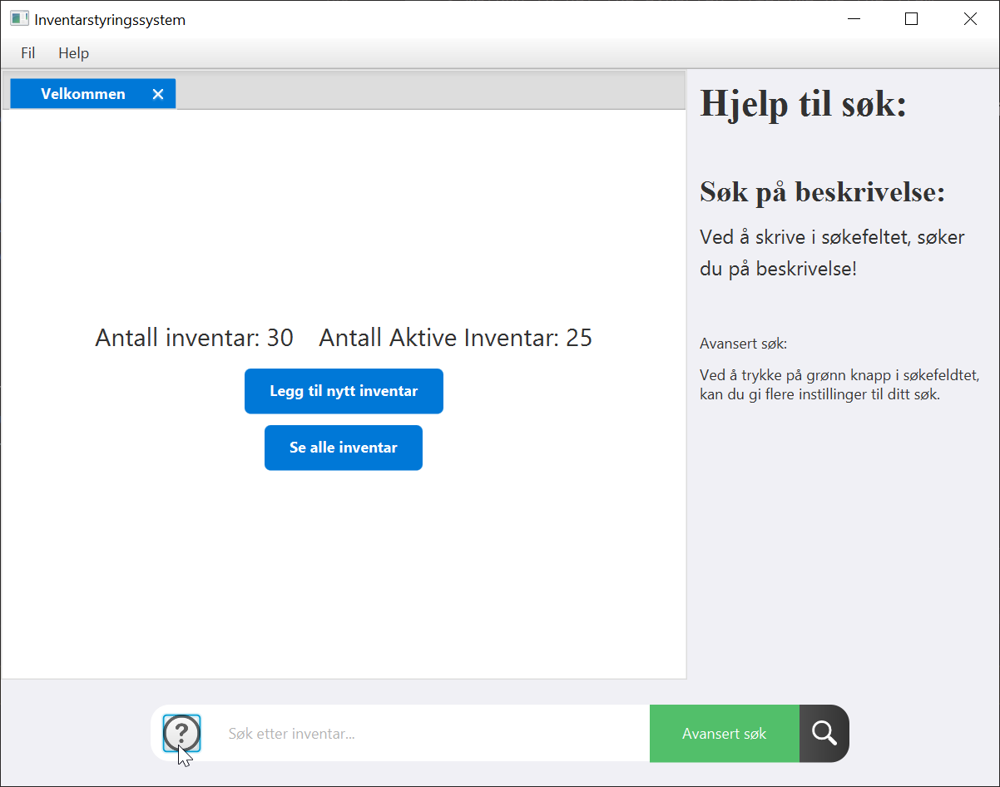 Inventarstyringssystem
Fil Help
Velkommen
Antall inventar: 30 Antall Aktive Inventar: 25
Legg til nytt inventar
Se alle inventar
Hjelp til søk:
Søk på beskrivelse:
Ved å skrive i søkefeltet, søker
du på beskrivelse!
Avansert søk:
Ved å trykke på grønn knapp i søkefeldtet,
kan du gi flere instillinger til ditt søk.
?
Søk etter inventar...
Avansert søk